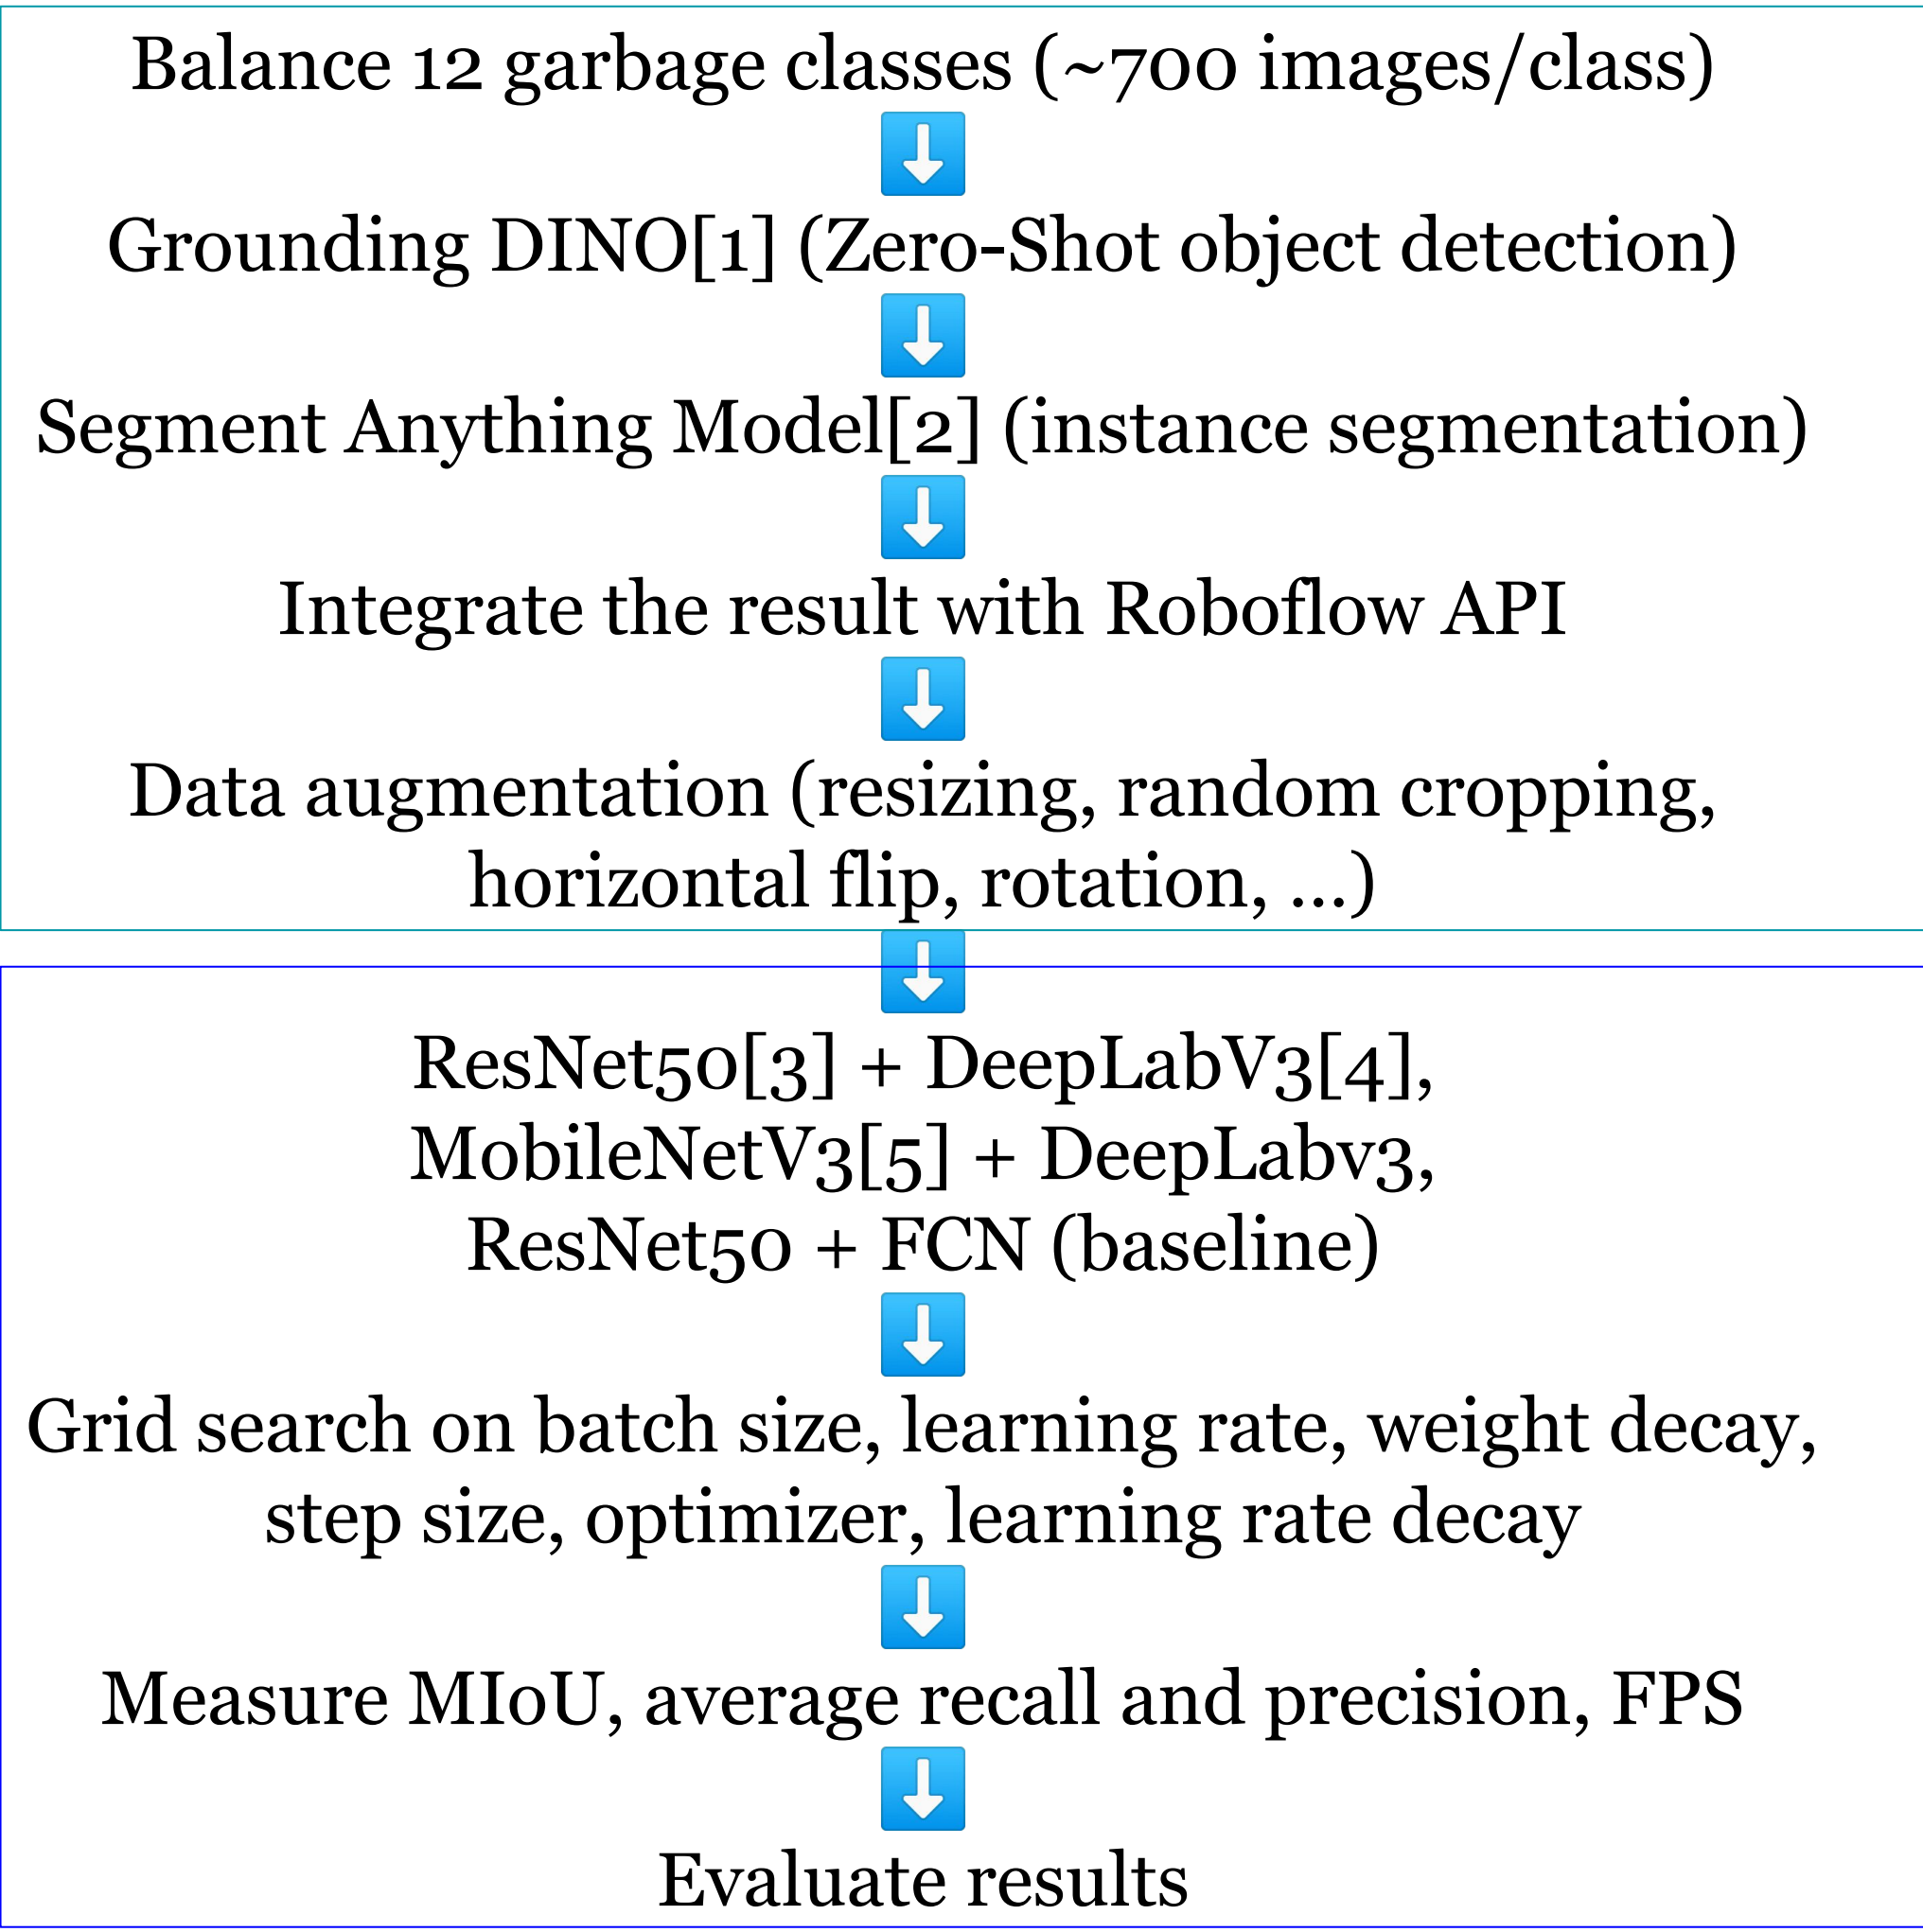 Balance 12 garbage classes (~700 images/class)
Grounding DINO[1] (Zero-Shot object detection)
Segment Anything Model[2] (instance segmentation)
Integrate the result with Roboflow API
Data augmentation (resizing, random cropping,
horizontal flip, rotation, ...)
ResNet50[3] + DeepLabV3[4],
MobileNetV3[5] + DeepLabv3,
ResNet50 + FCN (baseline)
Grid search on batch size, learning rate, weight decay,
step size, optimizer, learning rate decay
Measure MIoU, average recall and precision, FPS
Evaluate results